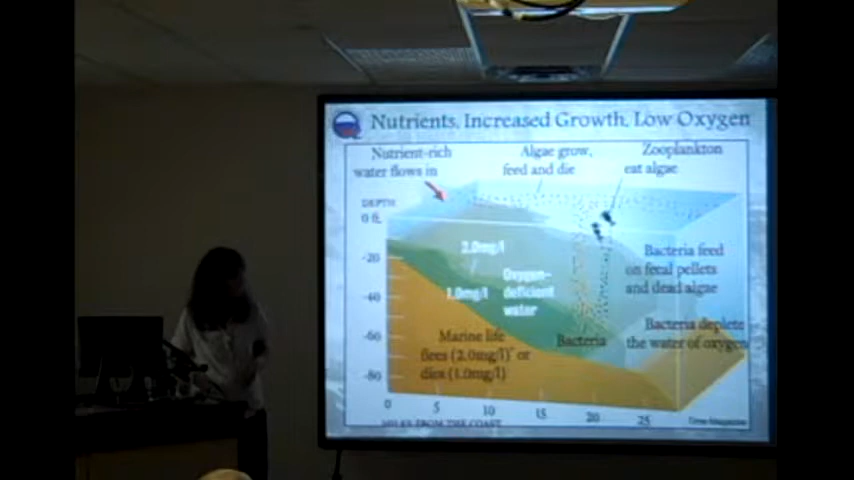 Nutrients, Increased Growth, Low Oxygen
Nutrient-rich
water flows in
Algae grow,
feed and die
Zooplankton
eat algae
DEPTH
0 ft.
-20
-40
-60
-80
2.0mg/l
1.0mg/l
Oxygen-
deficient
water
Bacteria feed
on fecal pellets
and dead algae
Bacteria deplete
the water of oxygen
Marine life
flees (2.0mg/l) or
dies (1.0mg/l)
Bacteria
0 5 10 15 20 25
MILES FROM THE COAST
Time Magazine